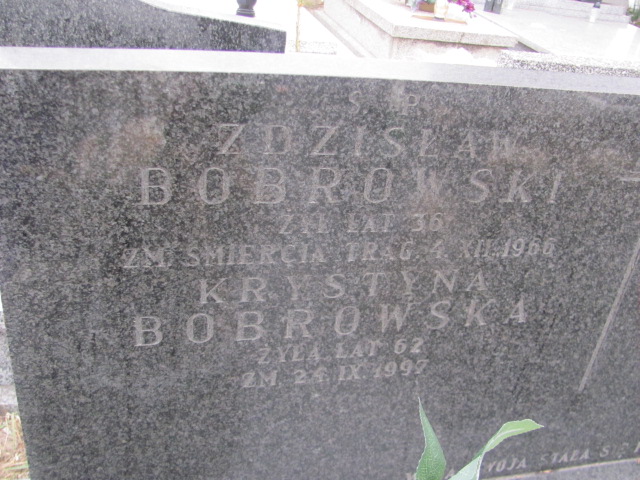 Ś P
ZDZISŁAW
BOBROWSKI
ŻYŁ LAT 36
ZM. ŚMIERCIĄ TRAG. 4 XII 1966
KRYSTYNA
BOBROWSKA
ŻYŁA LAT 62
ZM. 24 IX 1997
STAŁA